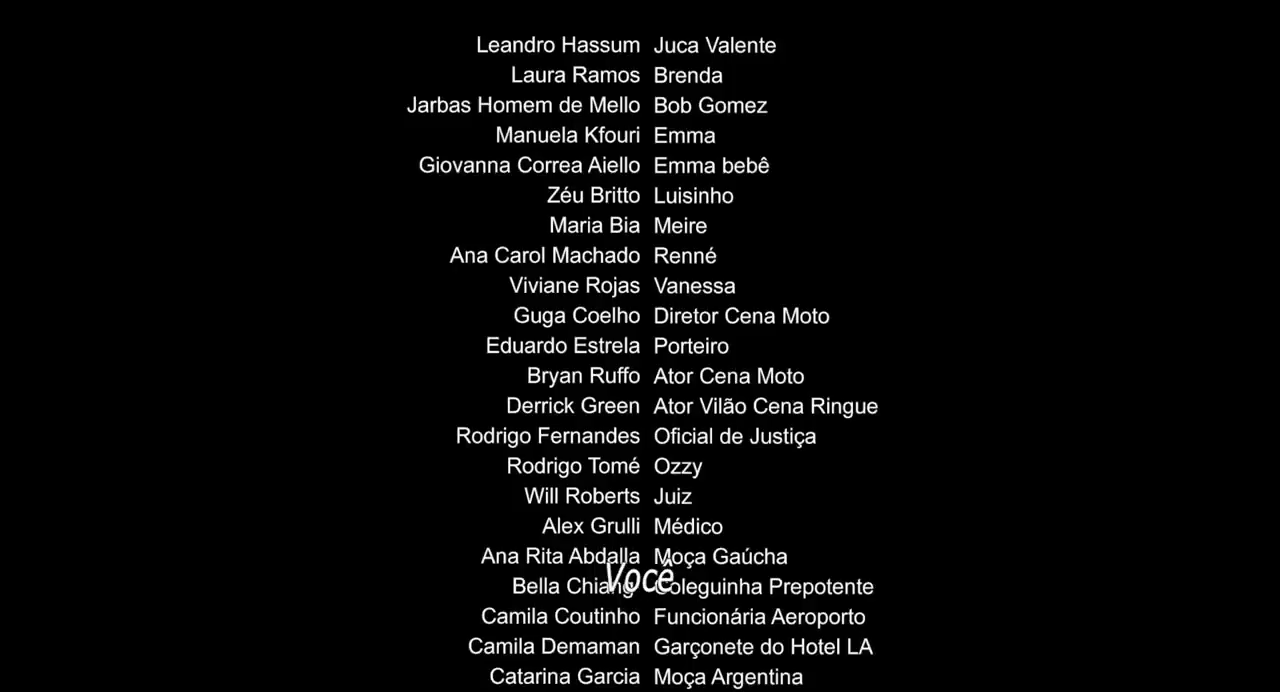 Leandro Hassum Juca Valente
Laura Ramos Brenda
Jarbas Homem de Mello Bob Gomez
Manuela Kfouri Emma
Giovanna Correa Aiello Emma bebê
Zéu Britto Luisinho
Maria Bia Meire
Ana Carol Machado Renné
Viviane Rojas Vanessa
Guga Coelho Diretor Cena Moto
Eduardo Estrela Porteiro
Bryan Ruffo Ator Cena Moto
Derrick Green Ator Vilão Cena Ringue
Rodrigo Fernandes Oficial de Justiça
Rodrigo Tomé Ozzy
Will Roberts Juiz
Alex Grulli Médico
Ana Rita Abdalla Moça Gaúcha
Você
Bella Chiang Coleguinha Prepotente
Camila Coutinho Funcionária Aeroporto
Camila Demaman Garçonete do Hotel LA
Catarina Garcia Moça Argentina